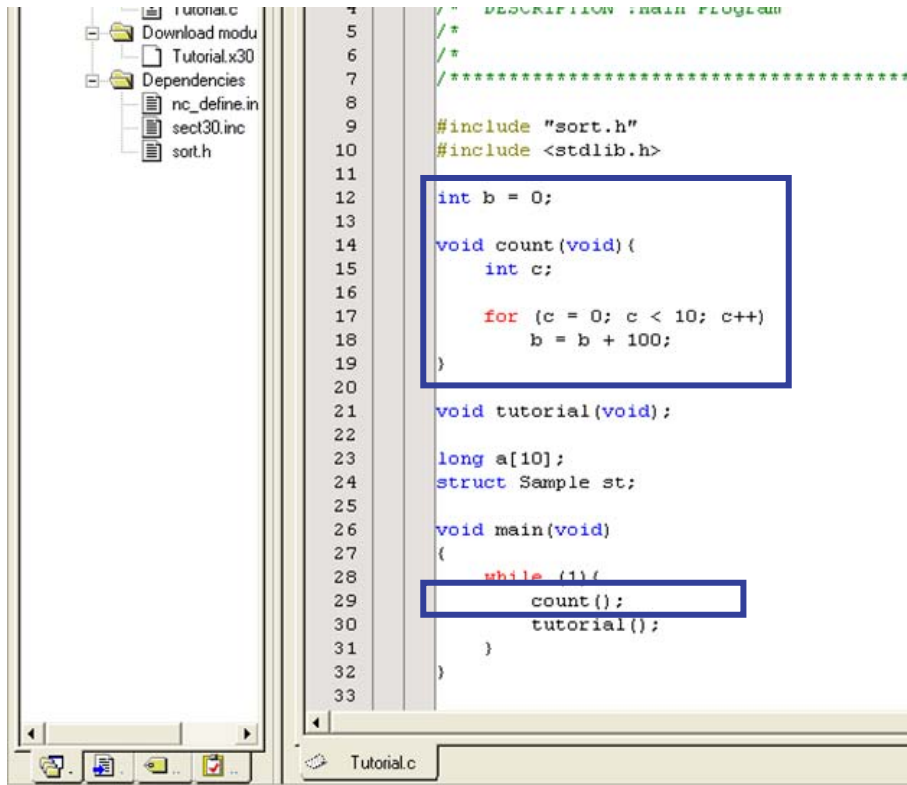 Tutorial.c
Download modu
Tutorial.x30
Dependencies
nc_define.in
sect30.inc
sort.h
4 /* DESCRIPTION :Main Program
5 /*
6 /*
7 /***************************************
8
9 #include "sort.h"
10 #include <stdlib.h>
11
12 int b = 0;
13
14 void count(void){
15 int c;
16
17 for (c = 0; c < 10; c++)
18 b = b + 100;
19 }
20
21 void tutorial(void);
22
23 long a[10];
24 struct Sample st;
25
26 void main(void)
27 {
28 while (1){
29 count();
30 tutorial();
31 }
32 }
33
Tutorial.c